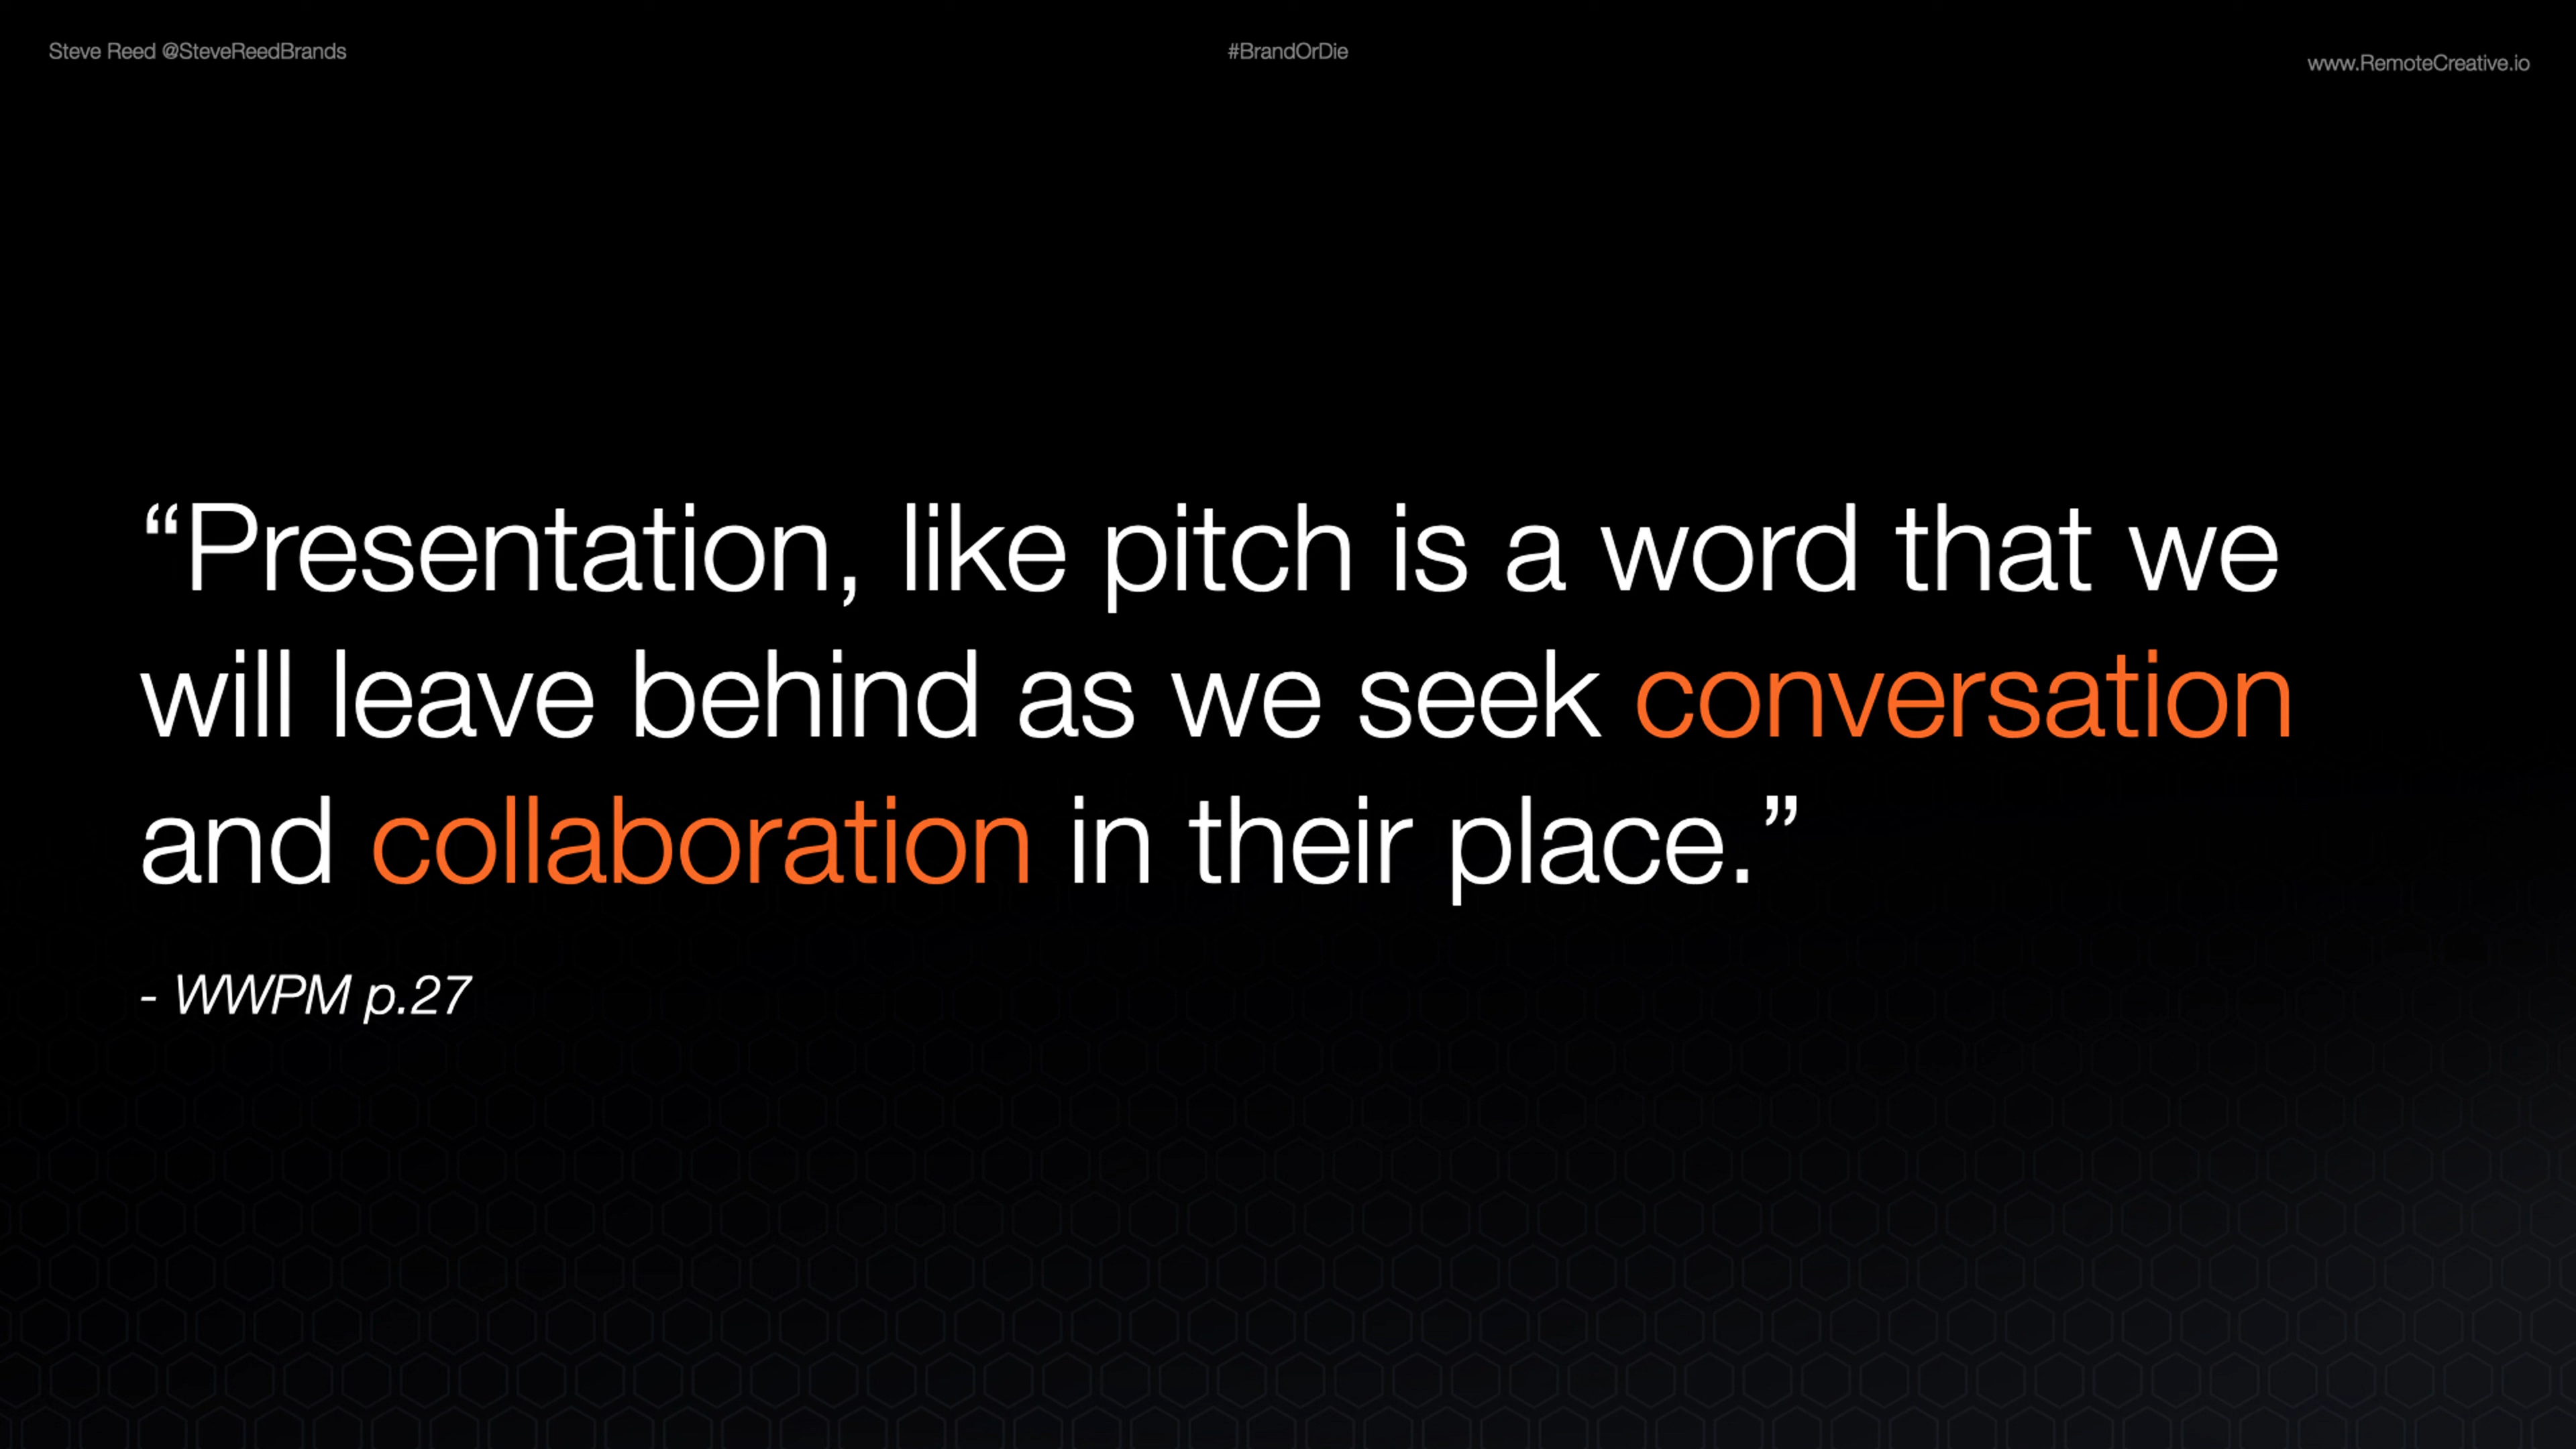 Steve Reed @SteveReedBrands
#BrandOrDie
www.RemoteCreative.io
“Presentation, like pitch is a word that we
will leave behind as we seek conversation
and collaboration in their place.”
- WWPM p.27